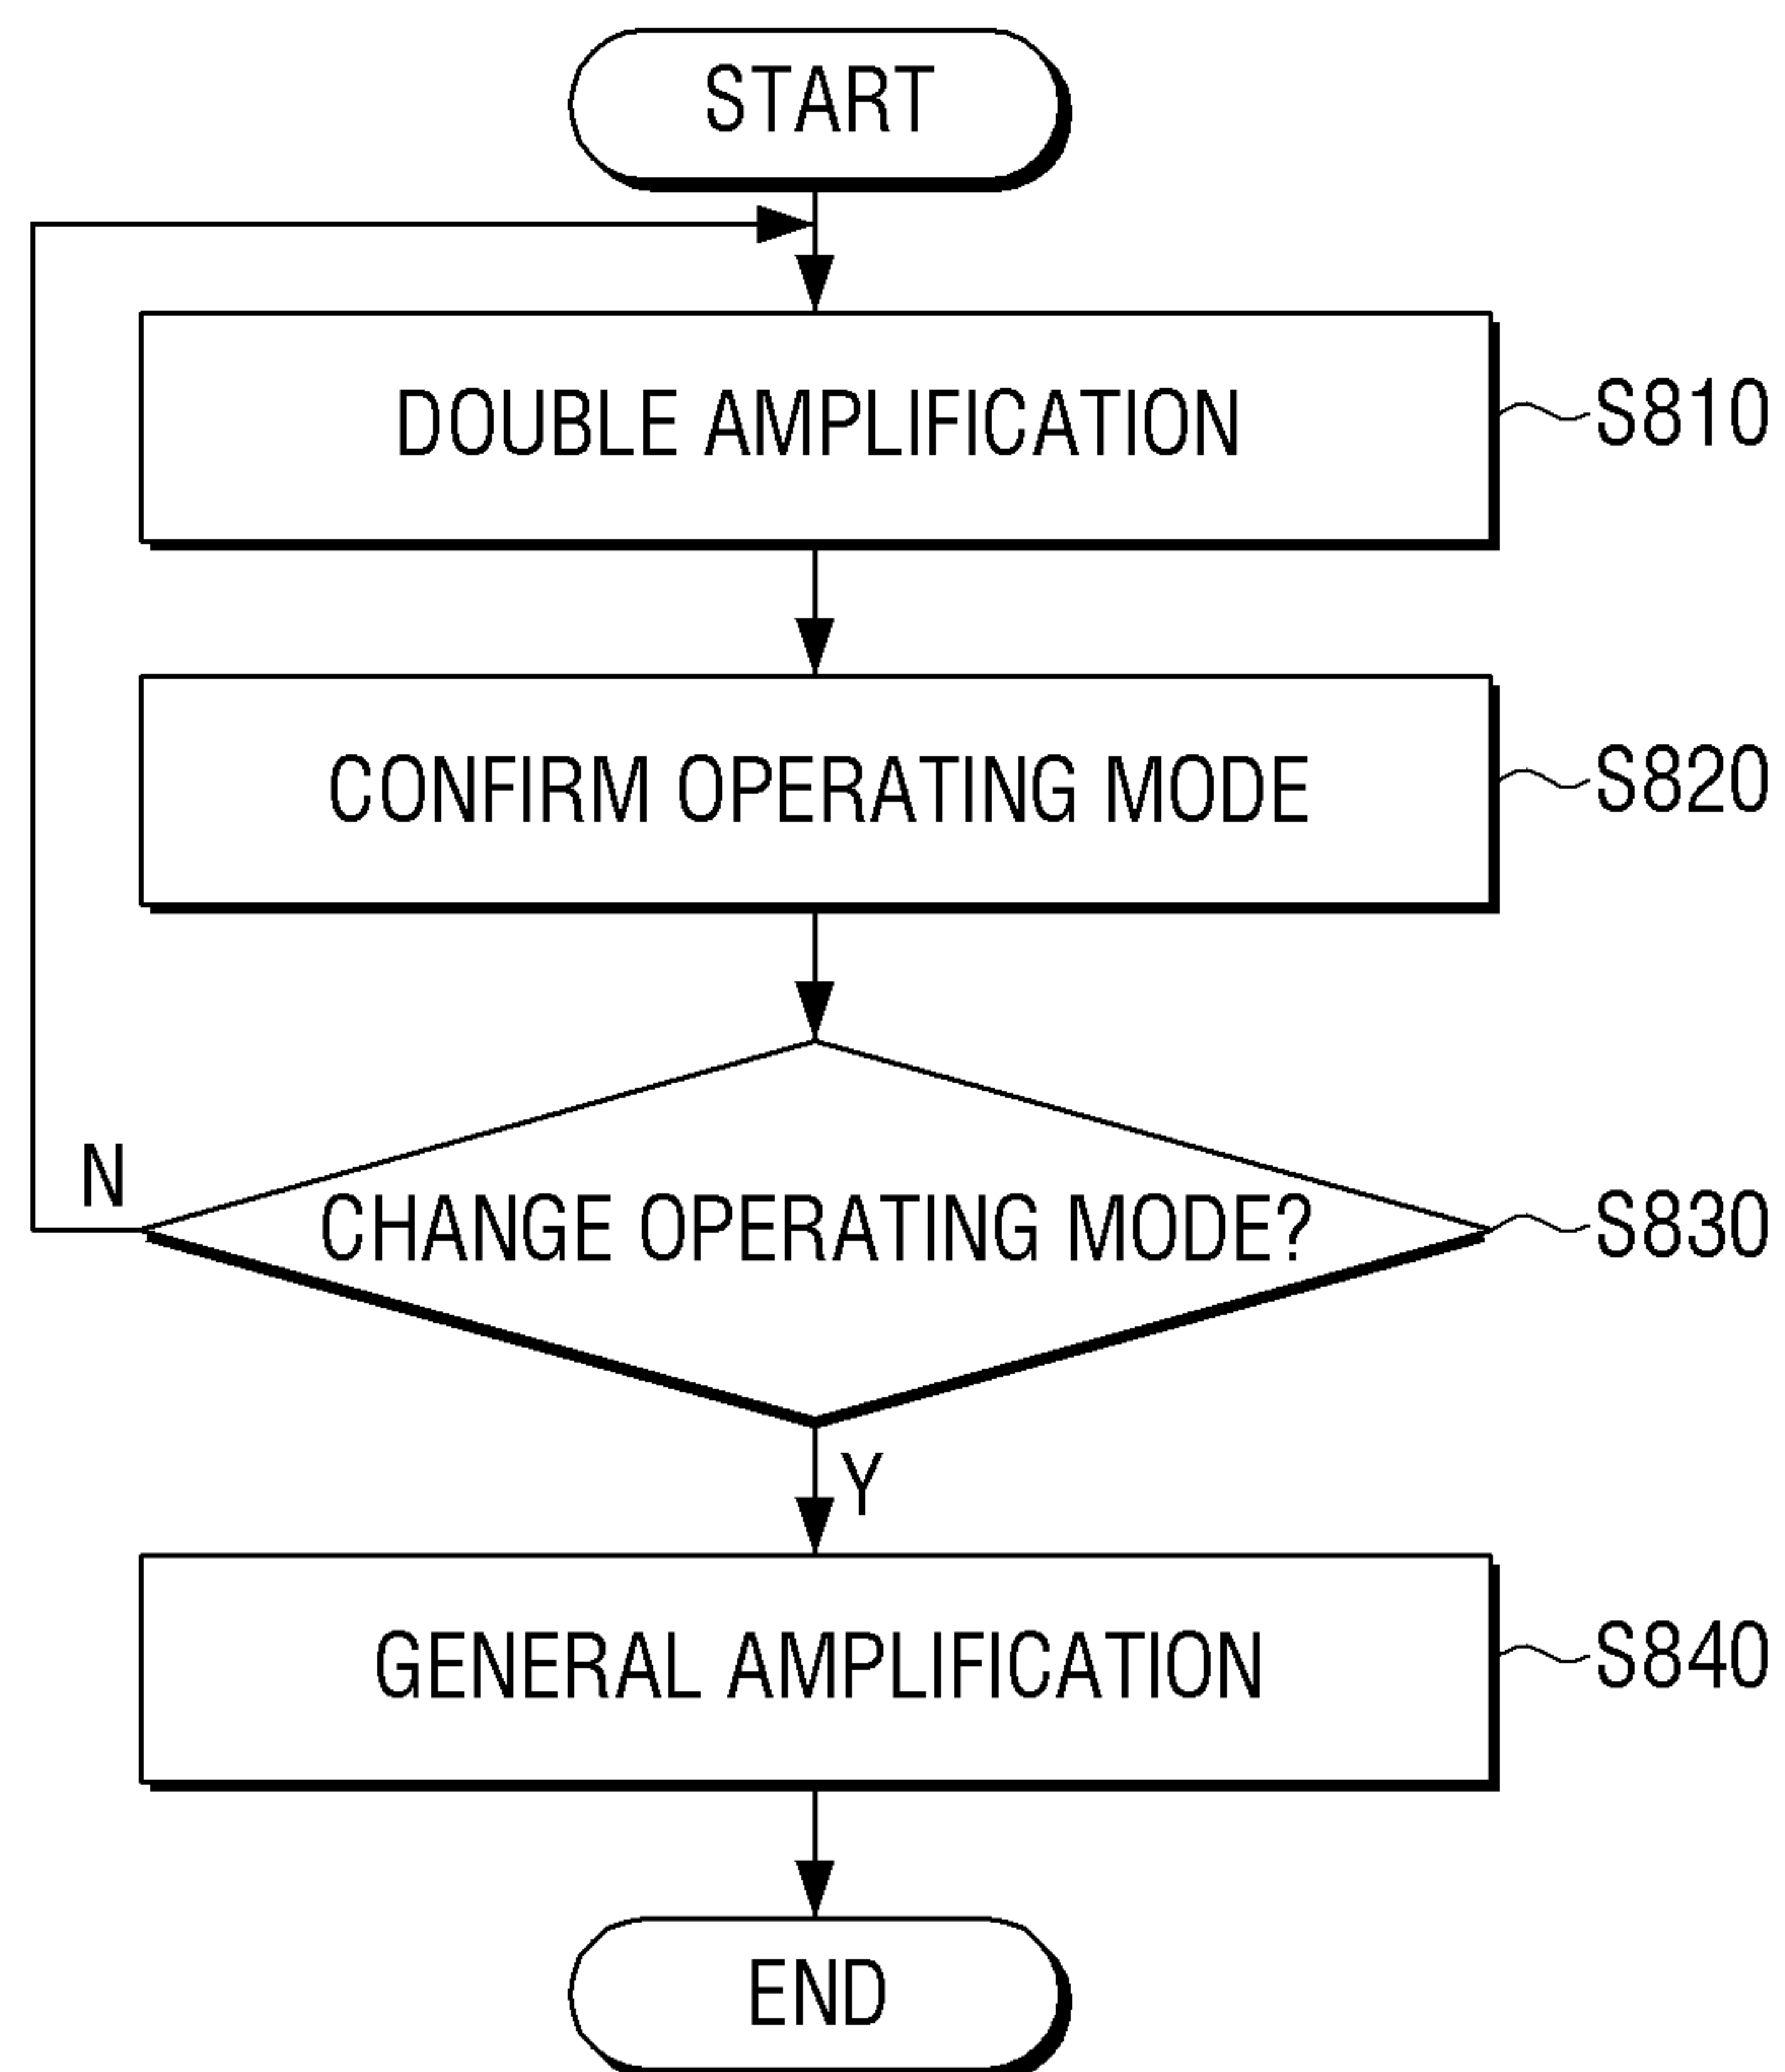 START
DOUBLE AMPLIFICATION
S810
CONFIRM OPERATING MODE
S820
N
CHANGE OPERATING MODE?
S830
Y
GENERAL AMPLIFICATION
S840
END